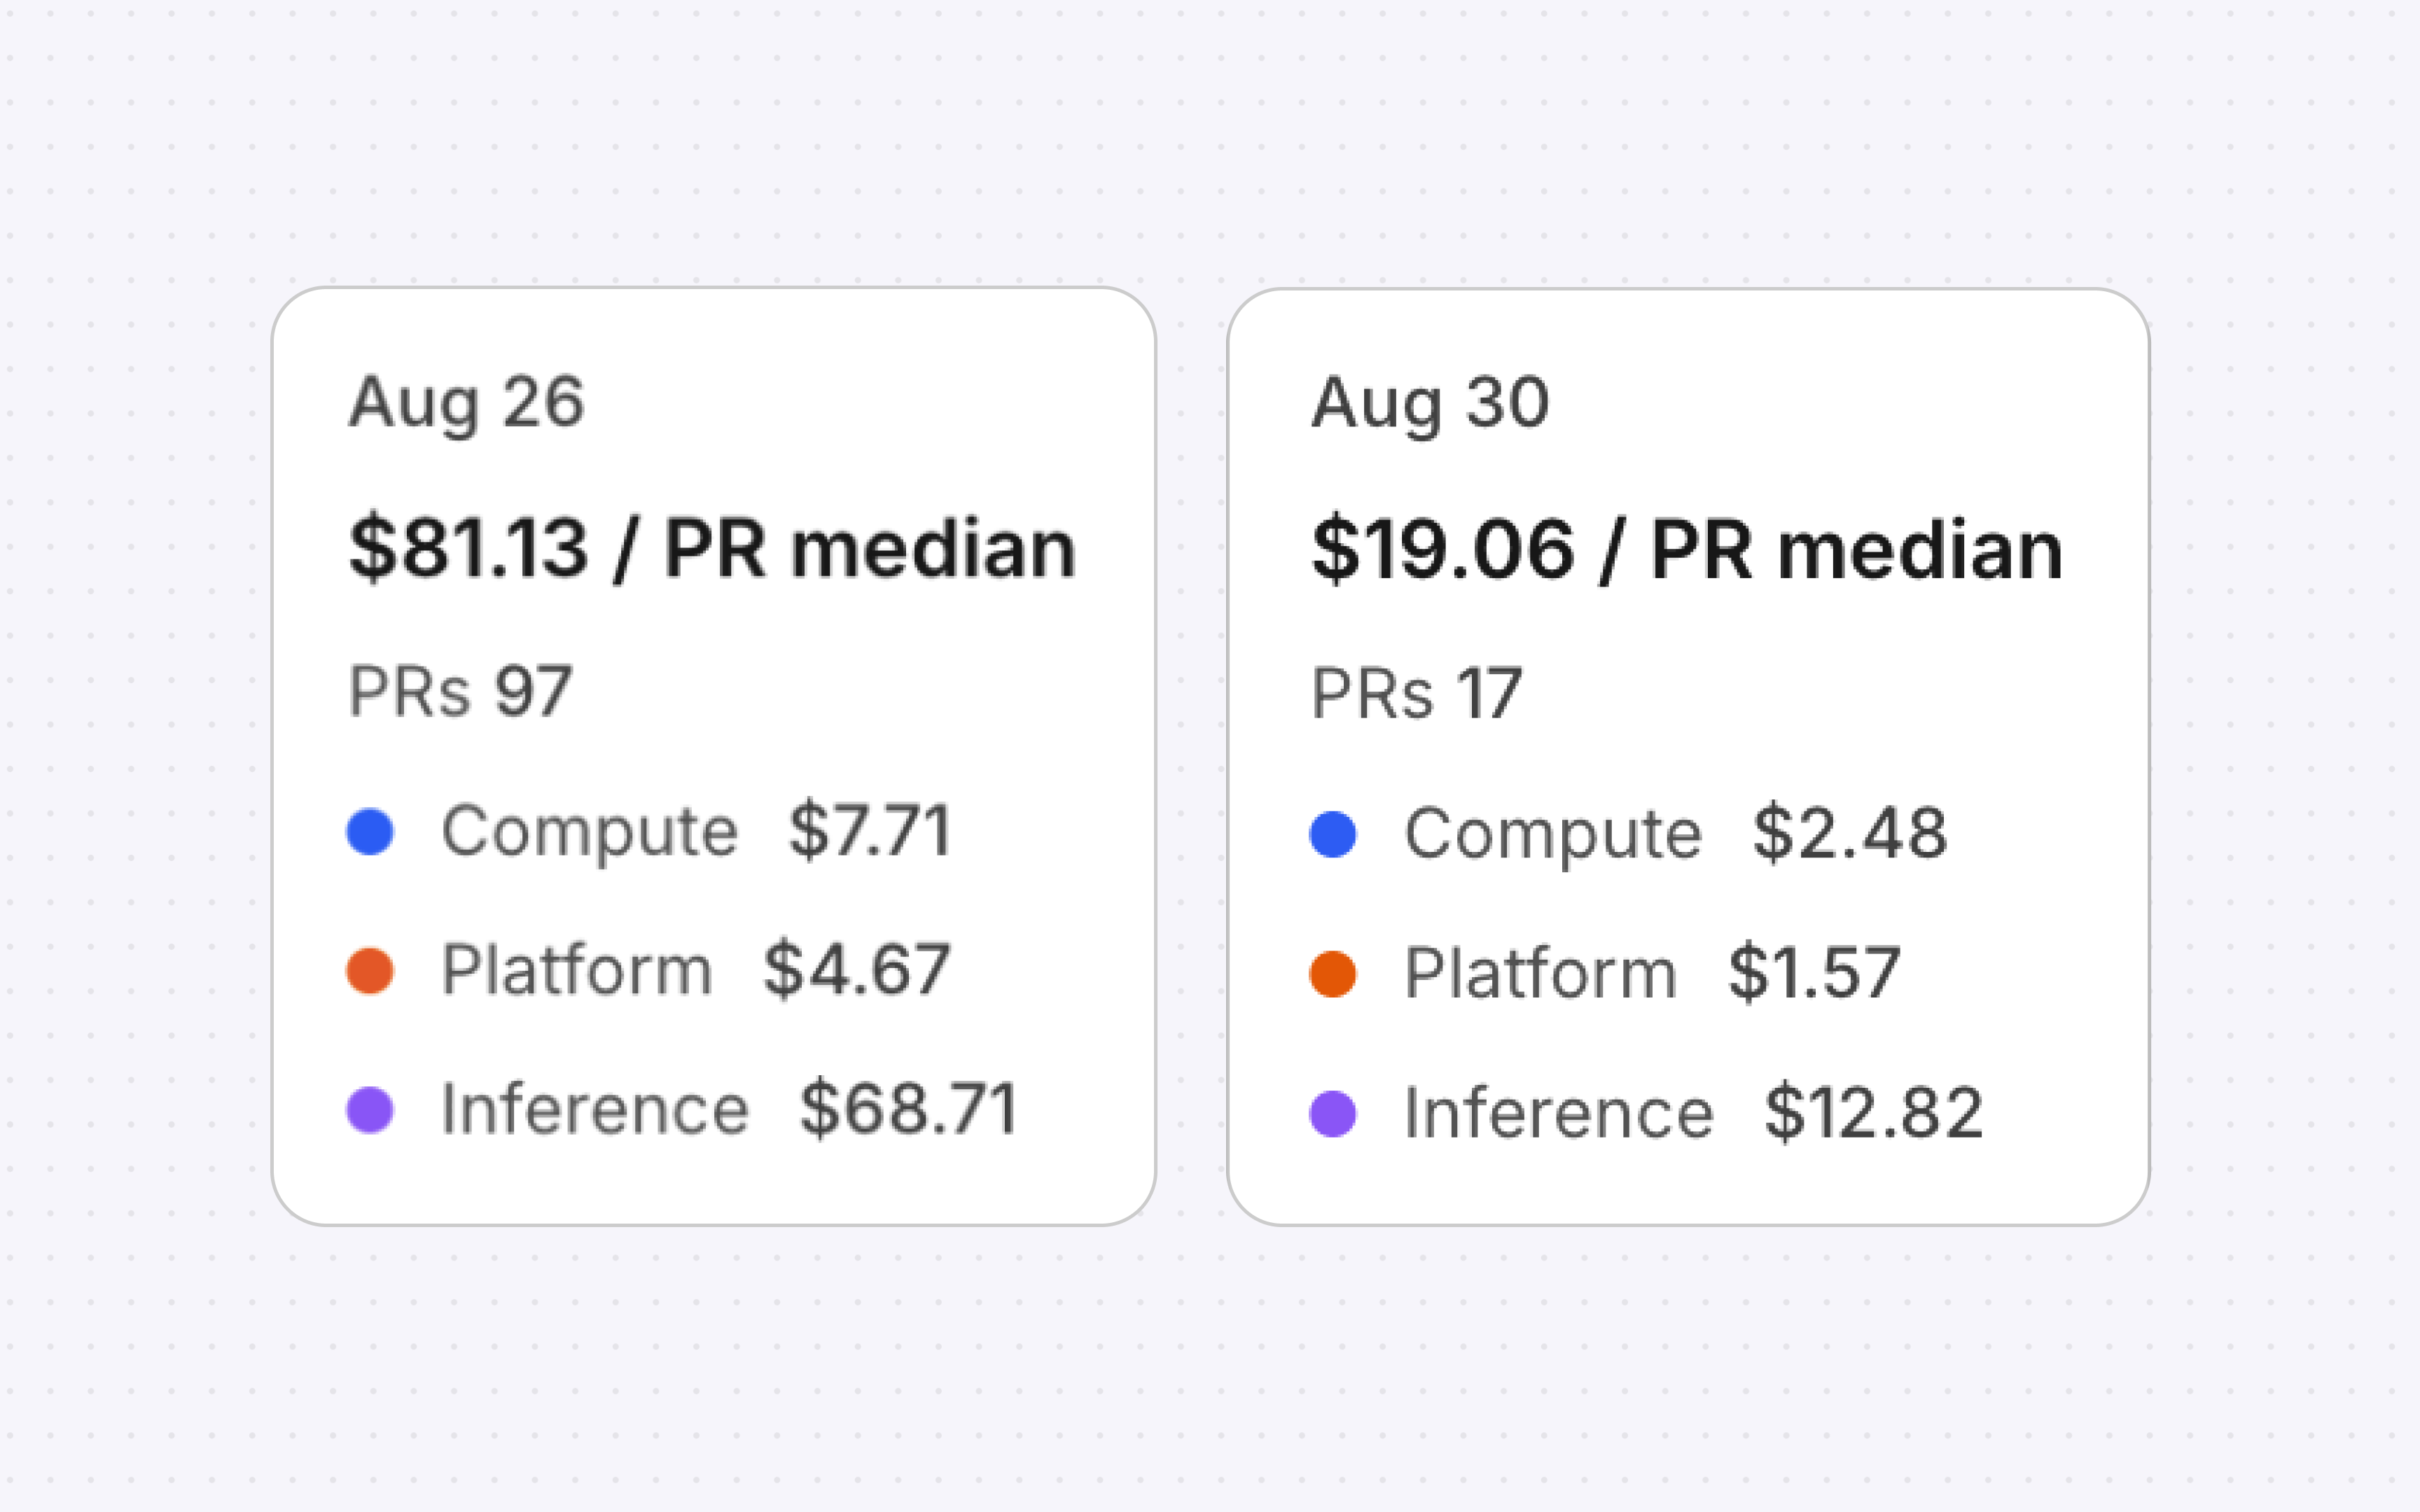 Aug 26
$81.13 / PR median
PRs 97
Compute $7.71
Platform $4.67
Inference $68.71
Aug 30
$19.06 / PR median
PRs 17
Compute $2.48
Platform $1.57
Inference $12.82